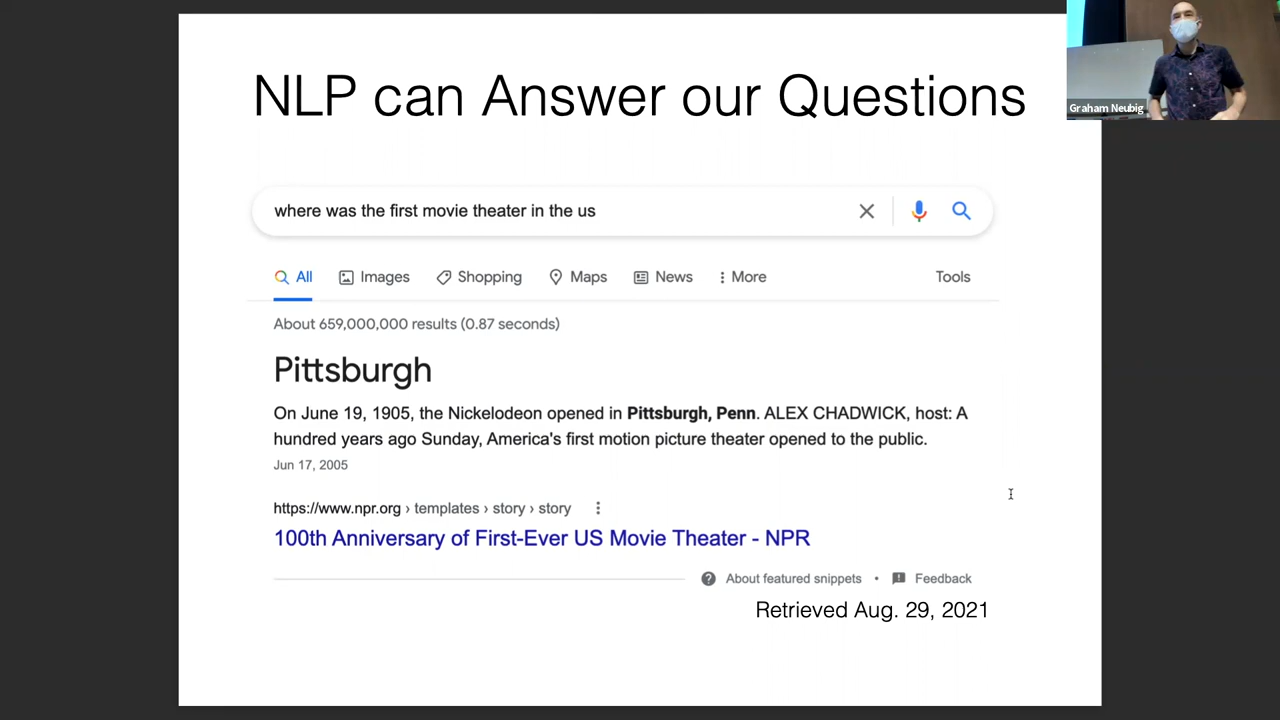 NLP can Answer our Questions
Graham Neubig
where was the first movie theater in the us
All Images Shopping Maps News More Tools
About 659,000,000 results (0.87 seconds)
Pittsburgh
On June 19, 1905, the Nickelodeon opened in Pittsburgh, Penn. ALEX CHADWICK, host: A
hundred years ago Sunday, America's first motion picture theater opened to the public.
Jun 17, 2005
https://www.npr.org › templates › story › story
100th Anniversary of First-Ever US Movie Theater - NPR
About featured snippets • Feedback
Retrieved Aug. 29, 2021